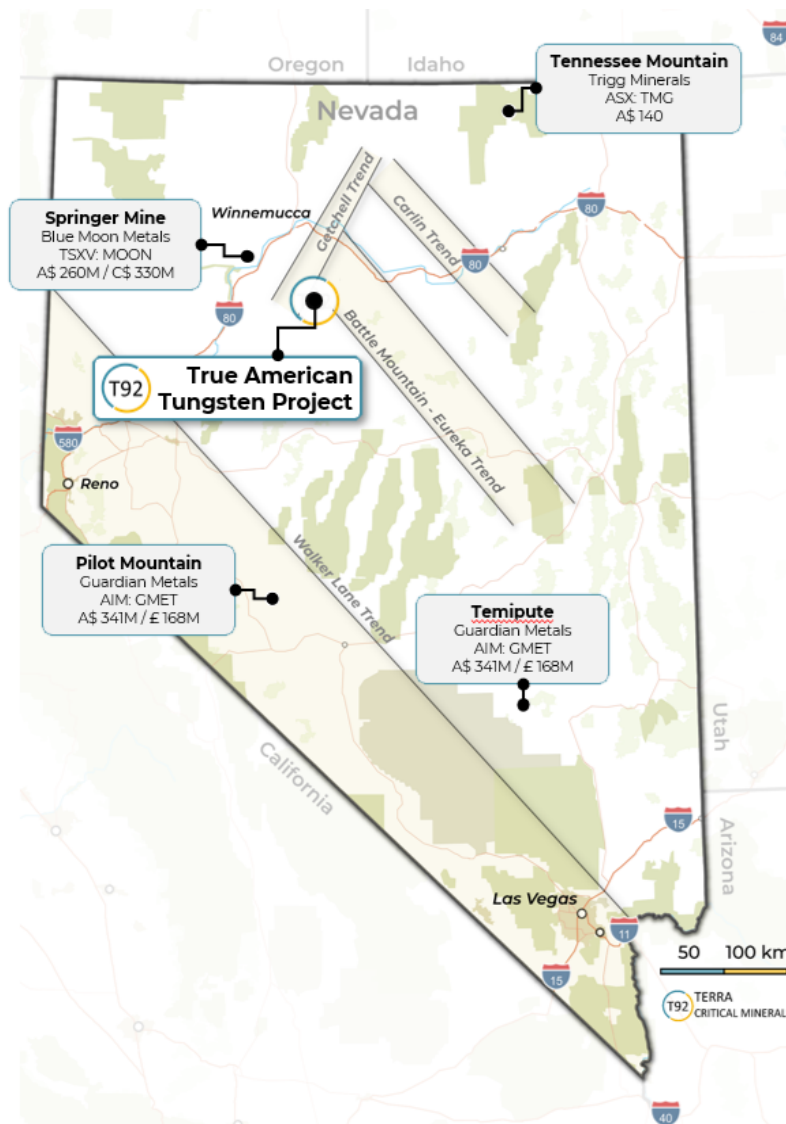 84
Oregon
Idaho
Tennessee Mountain
Trigg Minerals
ASX: TMG
A$ 140
Nevada
Getchell Trend
Carlin Trend
Winnemucca
80
Springer Mine
Blue Moon Metals
TSXV: MOON
A$ 260M / C$ 330M
80
80
T92
True American
Tungsten Project
Battle Mountain - Eureka Trend
580
Reno
Walker Lane Trend
Pilot Mountain
Guardian Metals
AIM: GMET
A$ 341M / £ 168M
Temipute
Guardian Metals
AIM: GMET
A$ 341M / £ 168M
Utah
California
15
Arizona
Las Vegas
11
50
100 km
15
T92
TERRA
CRITICAL MINERAL
40